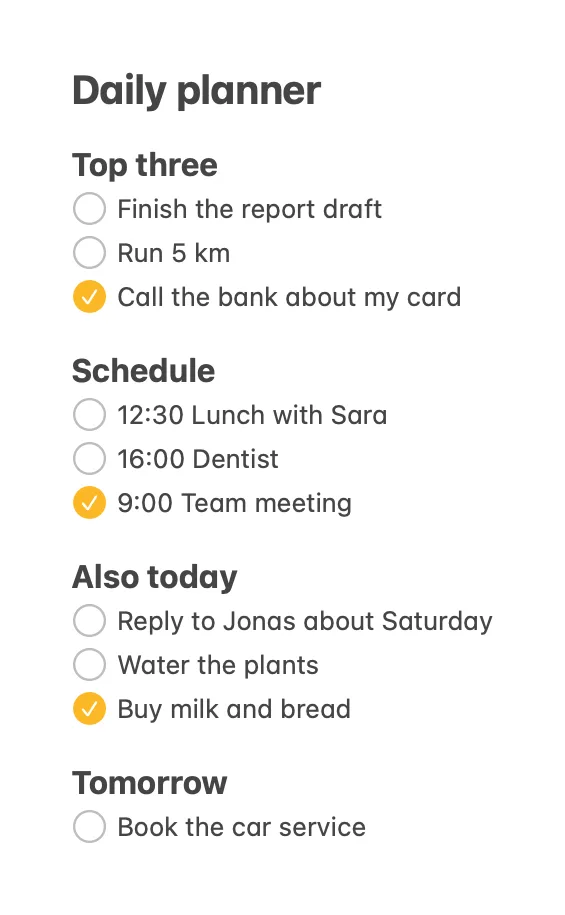 Daily planner
Top three
Finish the report draft
Run 5 km
Call the bank about my card
Schedule
12:30 Lunch with Sara
16:00 Dentist
9:00 Team meeting
Also today
Reply to Jonas about Saturday
Water the plants
Buy milk and bread
Tomorrow
Book the car service